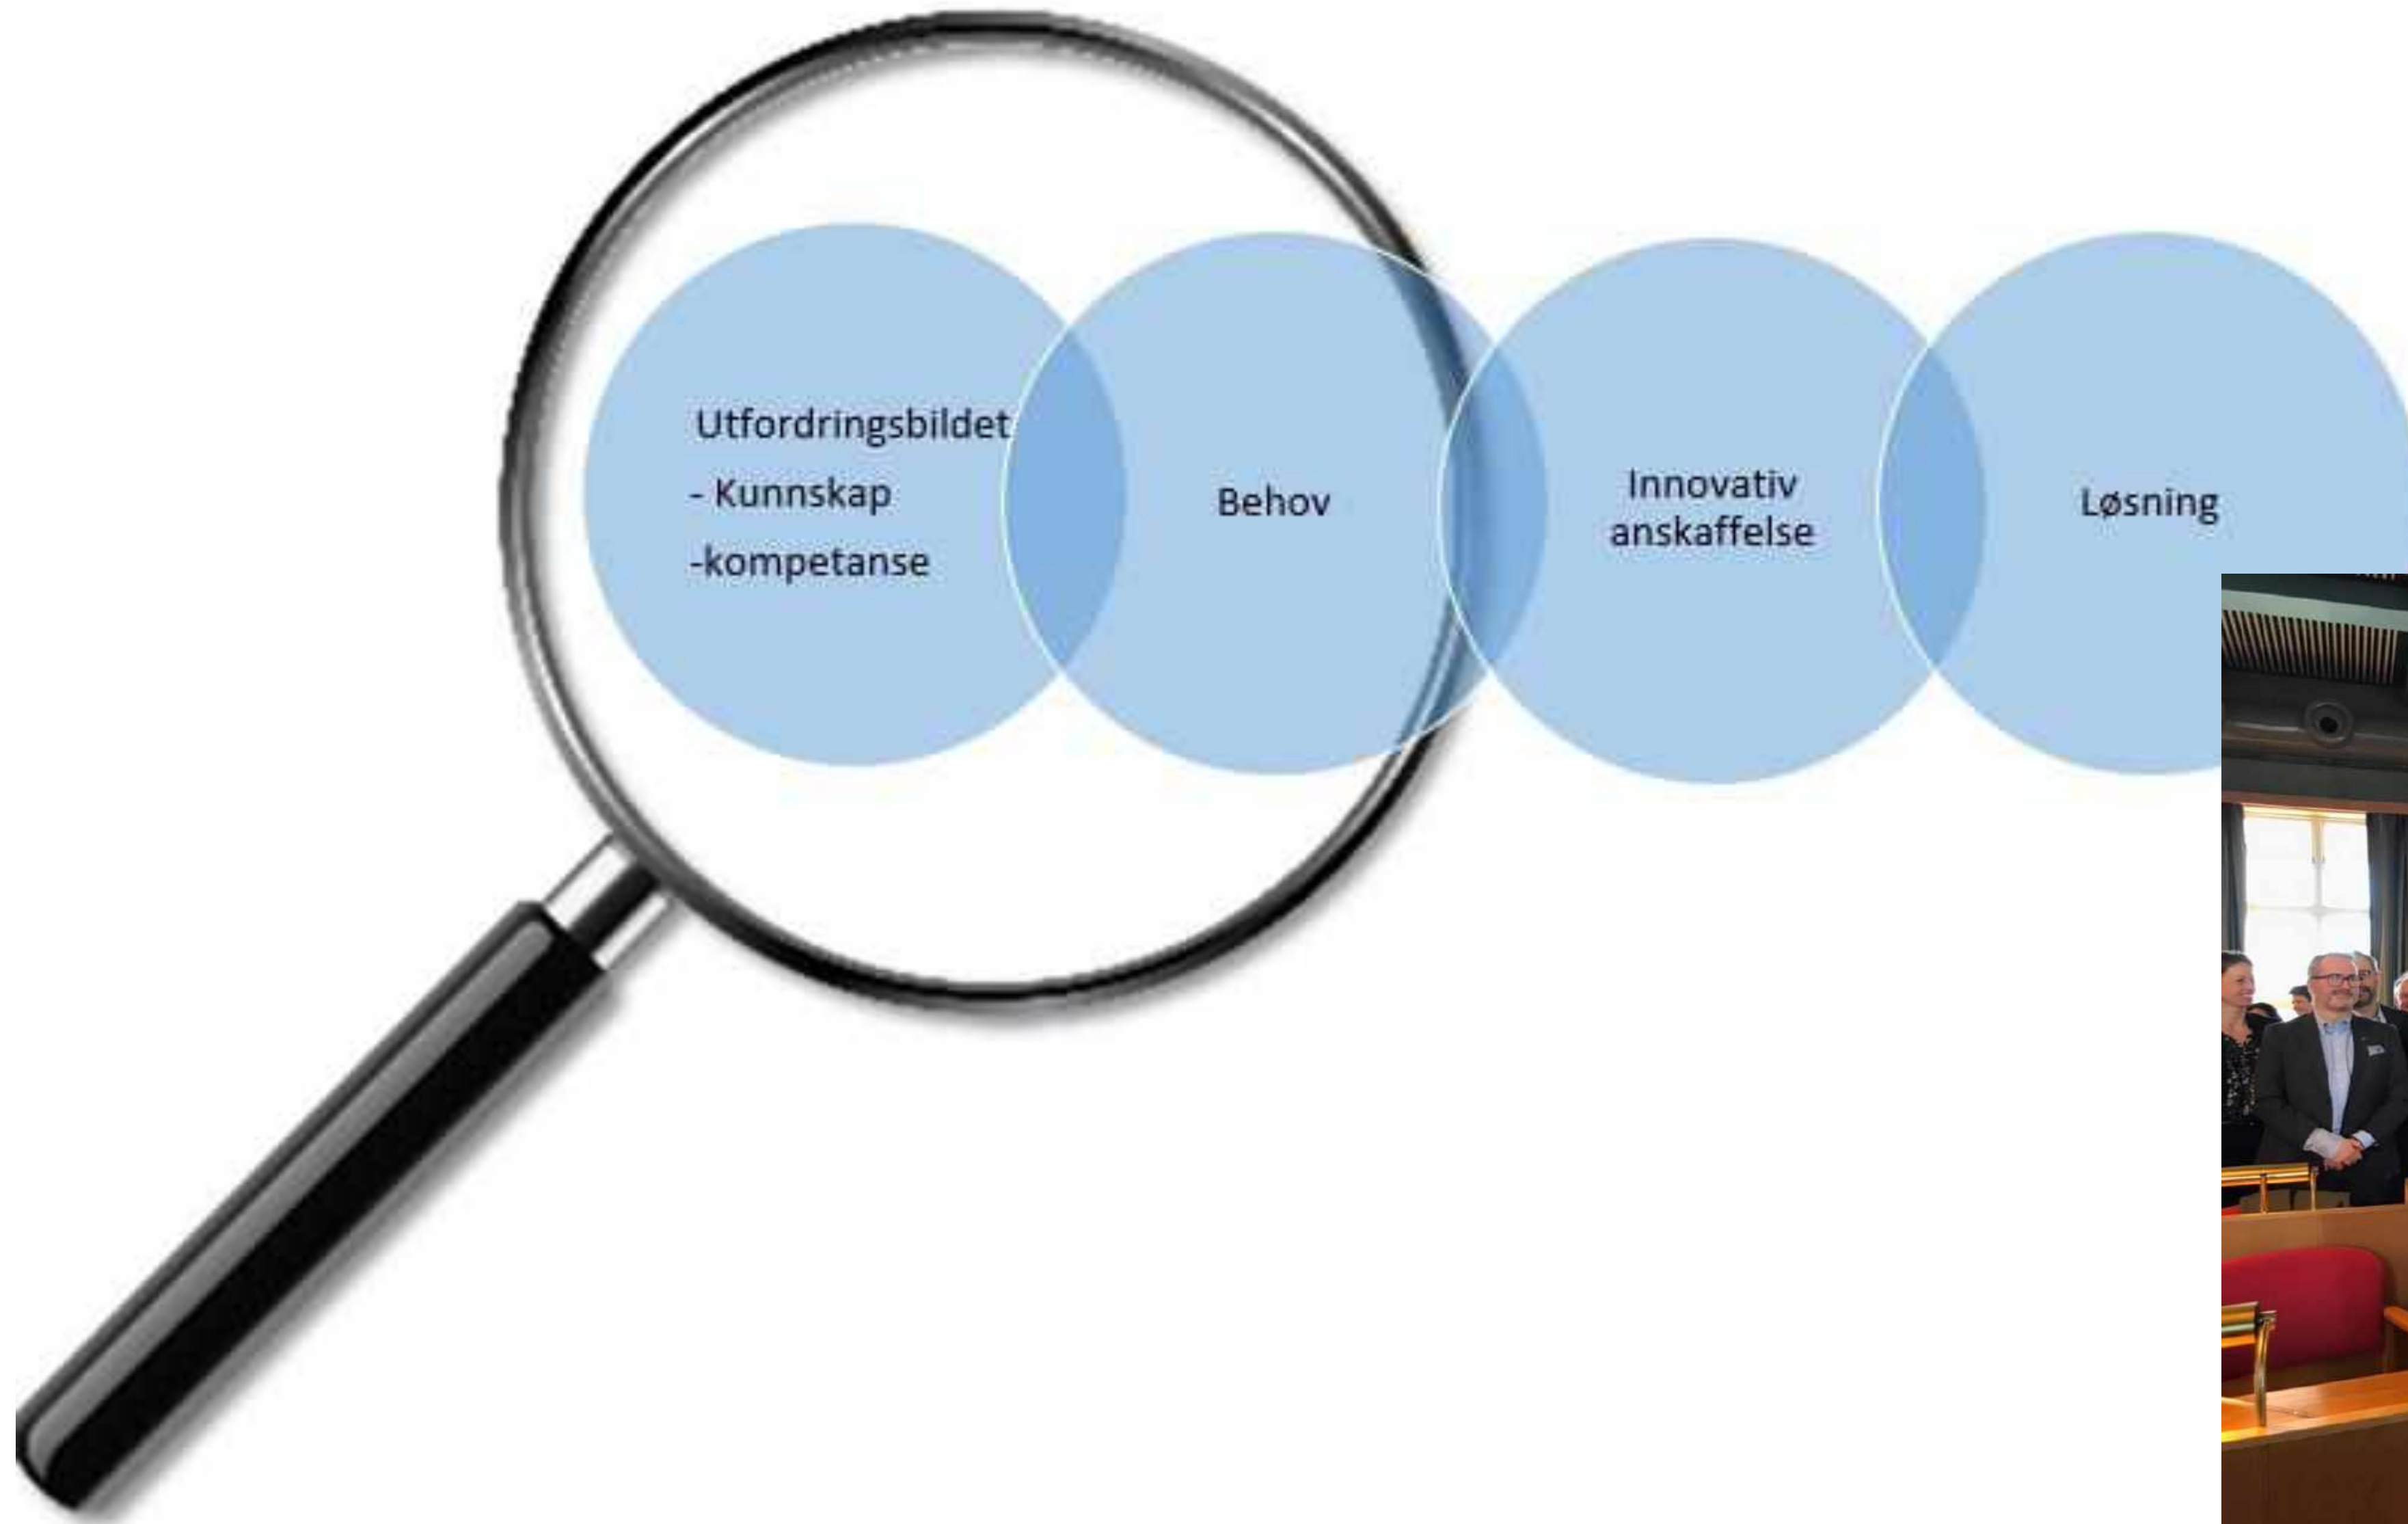 Utfordringsbildet
- Kunnskap
-kompetanse
Behov
Innovativ
anskaffelse
Løsning